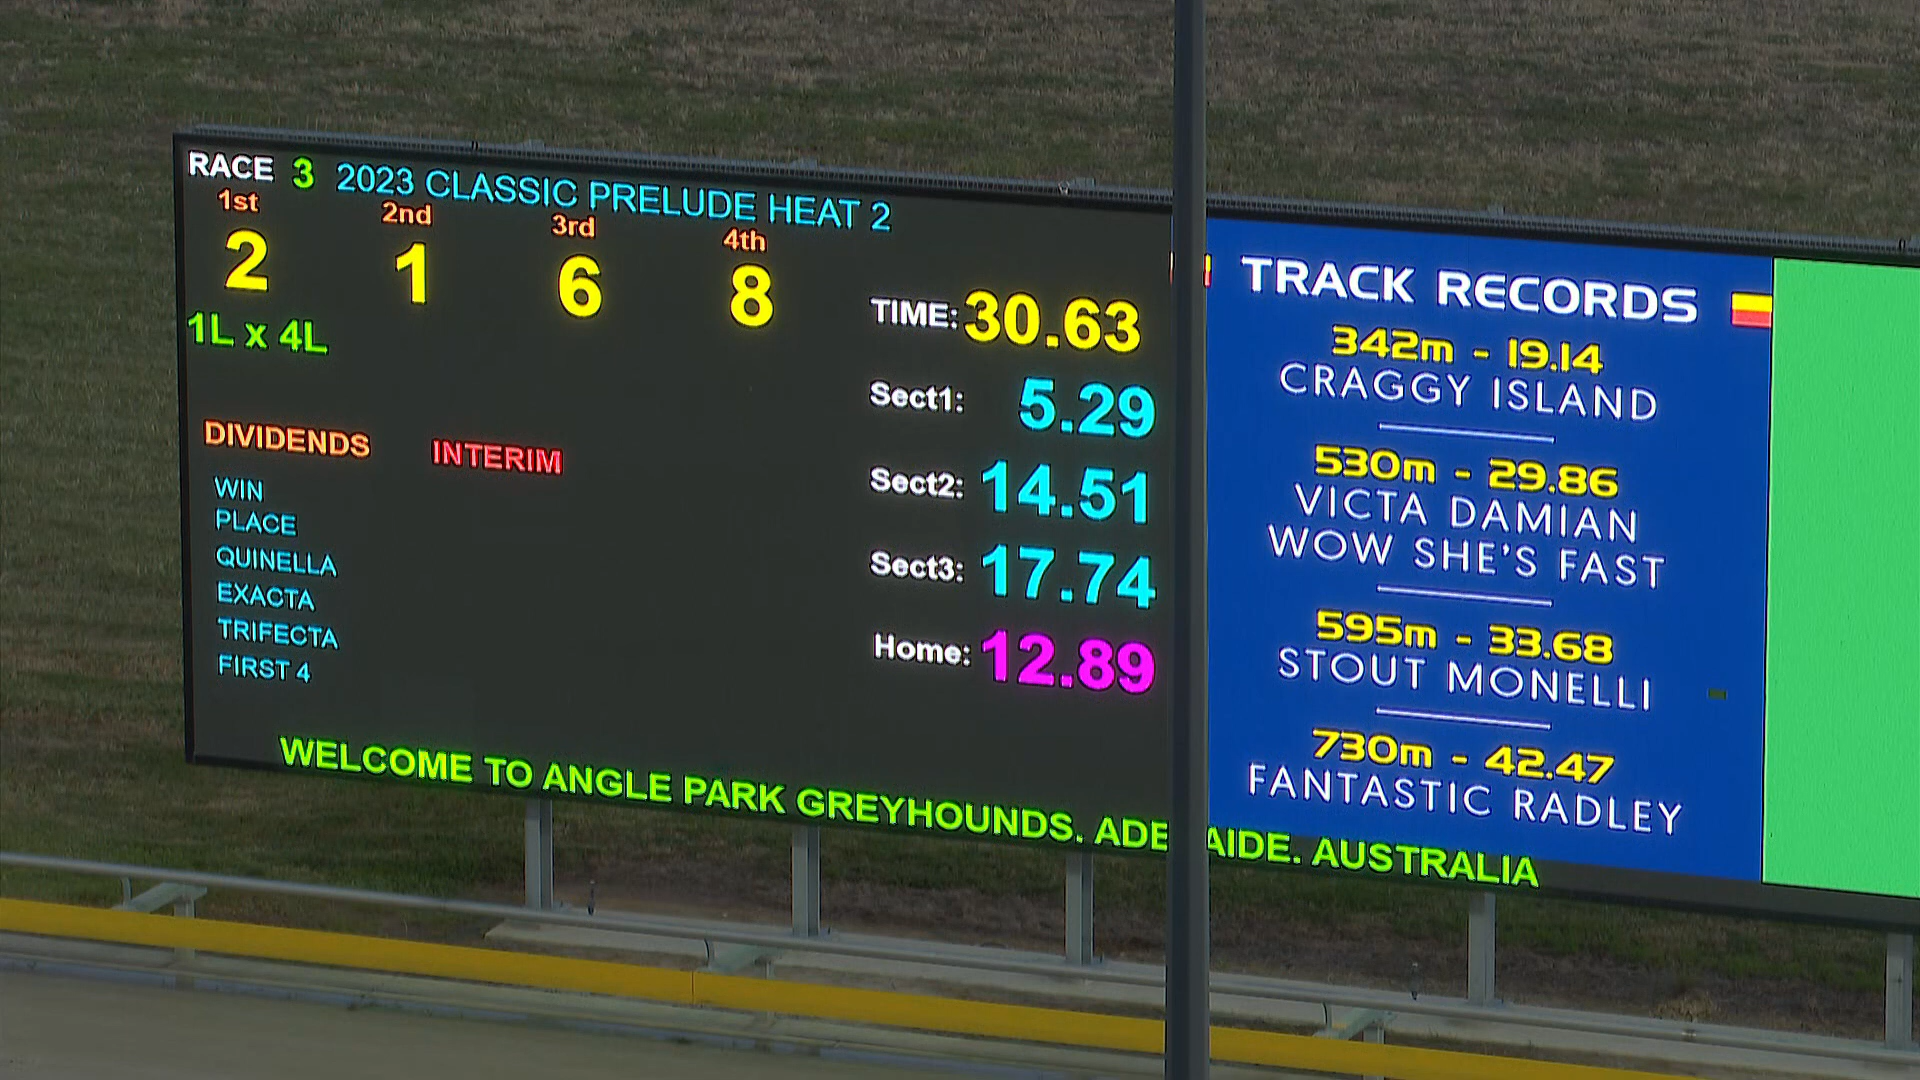 RACE 3 2023 CLASSIC PRELUDE HEAT 2
1st 2nd 3rd 4th
2 1 6 8
1L x 4L
TIME: 30.63
Sect1: 5.29
Sect2: 14.51
Sect3: 17.74
Home: 12.89
DIVIDENDS INTERIM
WIN
PLACE
QUINELLA
EXACTA
TRIFECTA
FIRST 4
TRACK RECORDS
342m - 19.14
CRAGGY ISLAND
530m - 29.86
VICTA DAMIAN
WOW SHE'S FAST
595m - 33.68
STOUT MONELLI
730m - 42.47
FANTASTIC RADLEY
WELCOME TO ANGLE PARK GREYHOUNDS. ADELAIDE. AUSTRALIA